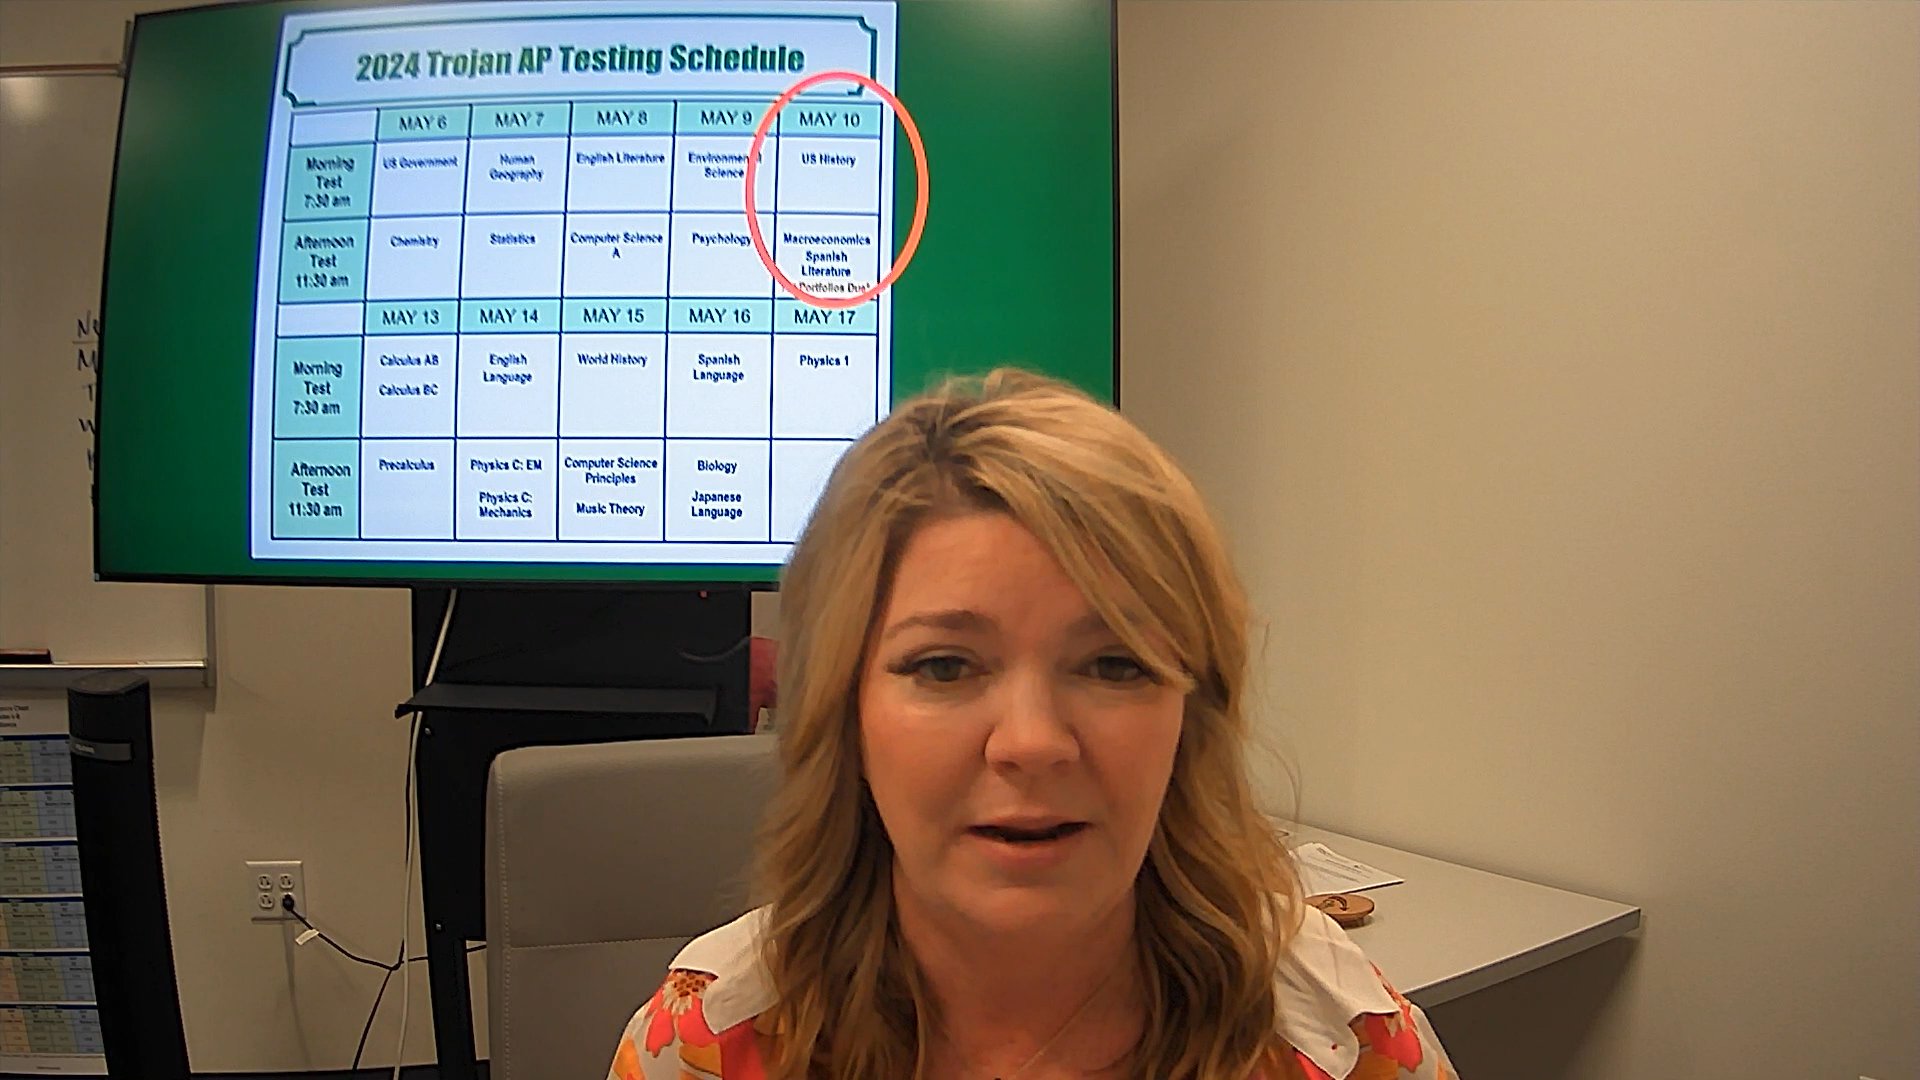 2024 Trojan AP Testing Schedule
MAY 6 MAY 7 MAY 8 MAY 9 MAY 10
Morning Test 7:30 am
US Government
Human Geography
English Literature
Environmental Science
US History
Afternoon Test 11:30 am
Chemistry
Statistics
Computer Science A
Psychology
Macroeconomics
Spanish Literature
Portfolios Due
MAY 13 MAY 14 MAY 15 MAY 16 MAY 17
Morning Test 7:30 am
Calculus AB
Calculus BC
English Language
World History
Spanish Language
Physics 1
Afternoon Test 11:30 am
Precalculus
Physics C: EM
Physics C: Mechanics
Computer Science Principles
Music Theory
Biology
Japanese Language